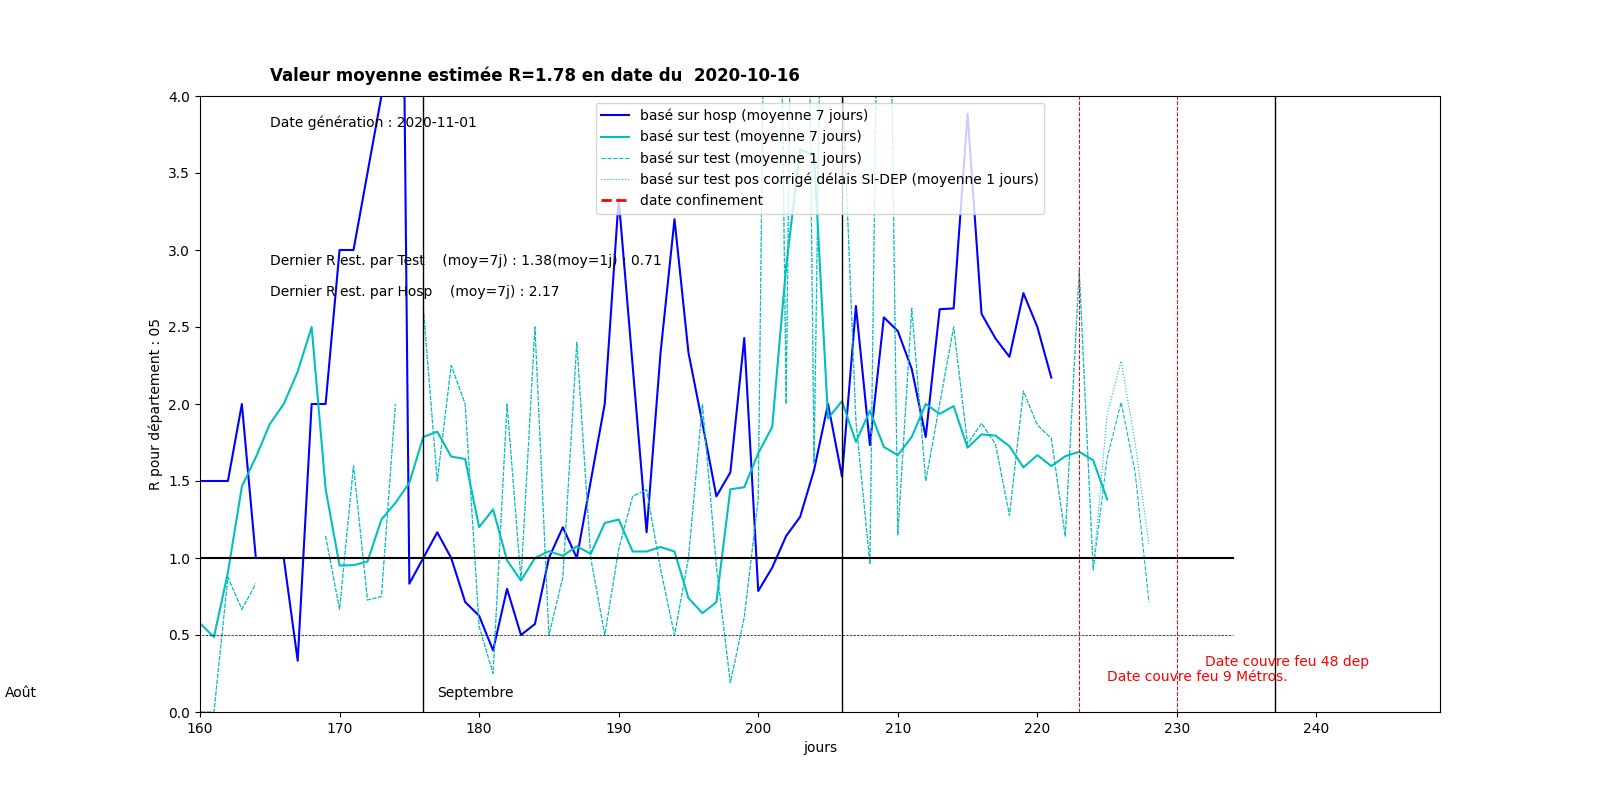 Valeur moyenne estimée R=1.78 en date du  2020-10-16
4.0
Date génération : 2020-11-01
basé sur hosp (moyenne 7 jours)
basé sur test (moyenne 7 jours)
basé sur test (moyenne 1 jours)
basé sur test pos corrigé délais SI-DEP (moyenne 1 jours)
date confinement
3.5
3.0
Dernier R est. par Test    (moy=7j) : 1.38(moy=1j) : 0.71
Dernier R est. par Hosp    (moy=7j) : 2.17
2.5
2.0
1.5
1.0
0.5
0.0
R pour département : 05
Date couvre feu 48 dep
Date couvre feu 9 Métros.
Août
Septembre
160 170 180 190 200 210 220 230 240
jours